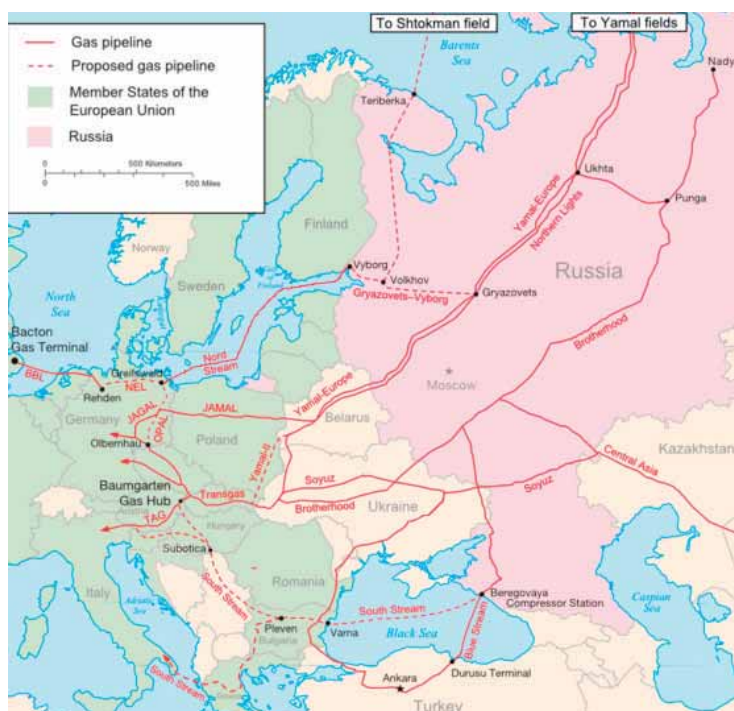 To Shtokman field
To Yamal fields
Gas pipeline
Proposed gas pipeline
Member States of the
European Union
Russia
0 500 Kilometers
0 500 Miles
Barents
Sea
Nady
Teriberka
Ukhta
Yamal-Europe
Northern Lights
Punga
Finland
Norway
Sweden
Vyborg
Gulf of
Finland
Volkhov
Gryazovets
Gryazovets–Vyborg
Russia
North
Sea
Bacton
Gas Terminal
BBL
Greifswald
Nord
Stream
NEL
Rehden
Brotherhood
Moscow
Yamal-Europe
JAGAL
JAMAL
OPAL
Germany
Poland
Belarus
Olbernhau
Yamal-II
Kazakhstan
Central Asia
Soyuz
Soyuz
Baumgarten
Gas Hub
Transgas
Brotherhood
Ukraine
TAG
Austria
Hungary
Subotica
Italy
Adriatic
Sea
Romania
South Stream
Beregovaya
Compressor Station
Caspian
Sea
Pleven
Bulgaria
Varna
South Stream
Black Sea
Blue Stream
South Stream
Ankara
Durusu Terminal
Turkey